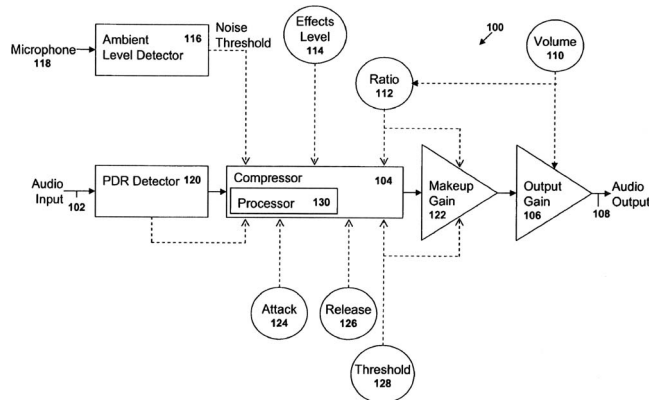 Microphone
118
Ambient 116
Level Detector
Noise
Threshold
Effects
Level
114
100
Volume
110
Ratio
112
Audio
Input
102
PDR Detector 120
Compressor 104
Processor 130
Makeup
Gain
122
Output
Gain
106
108
Audio
Output
Attack
124
Release
126
Threshold
128